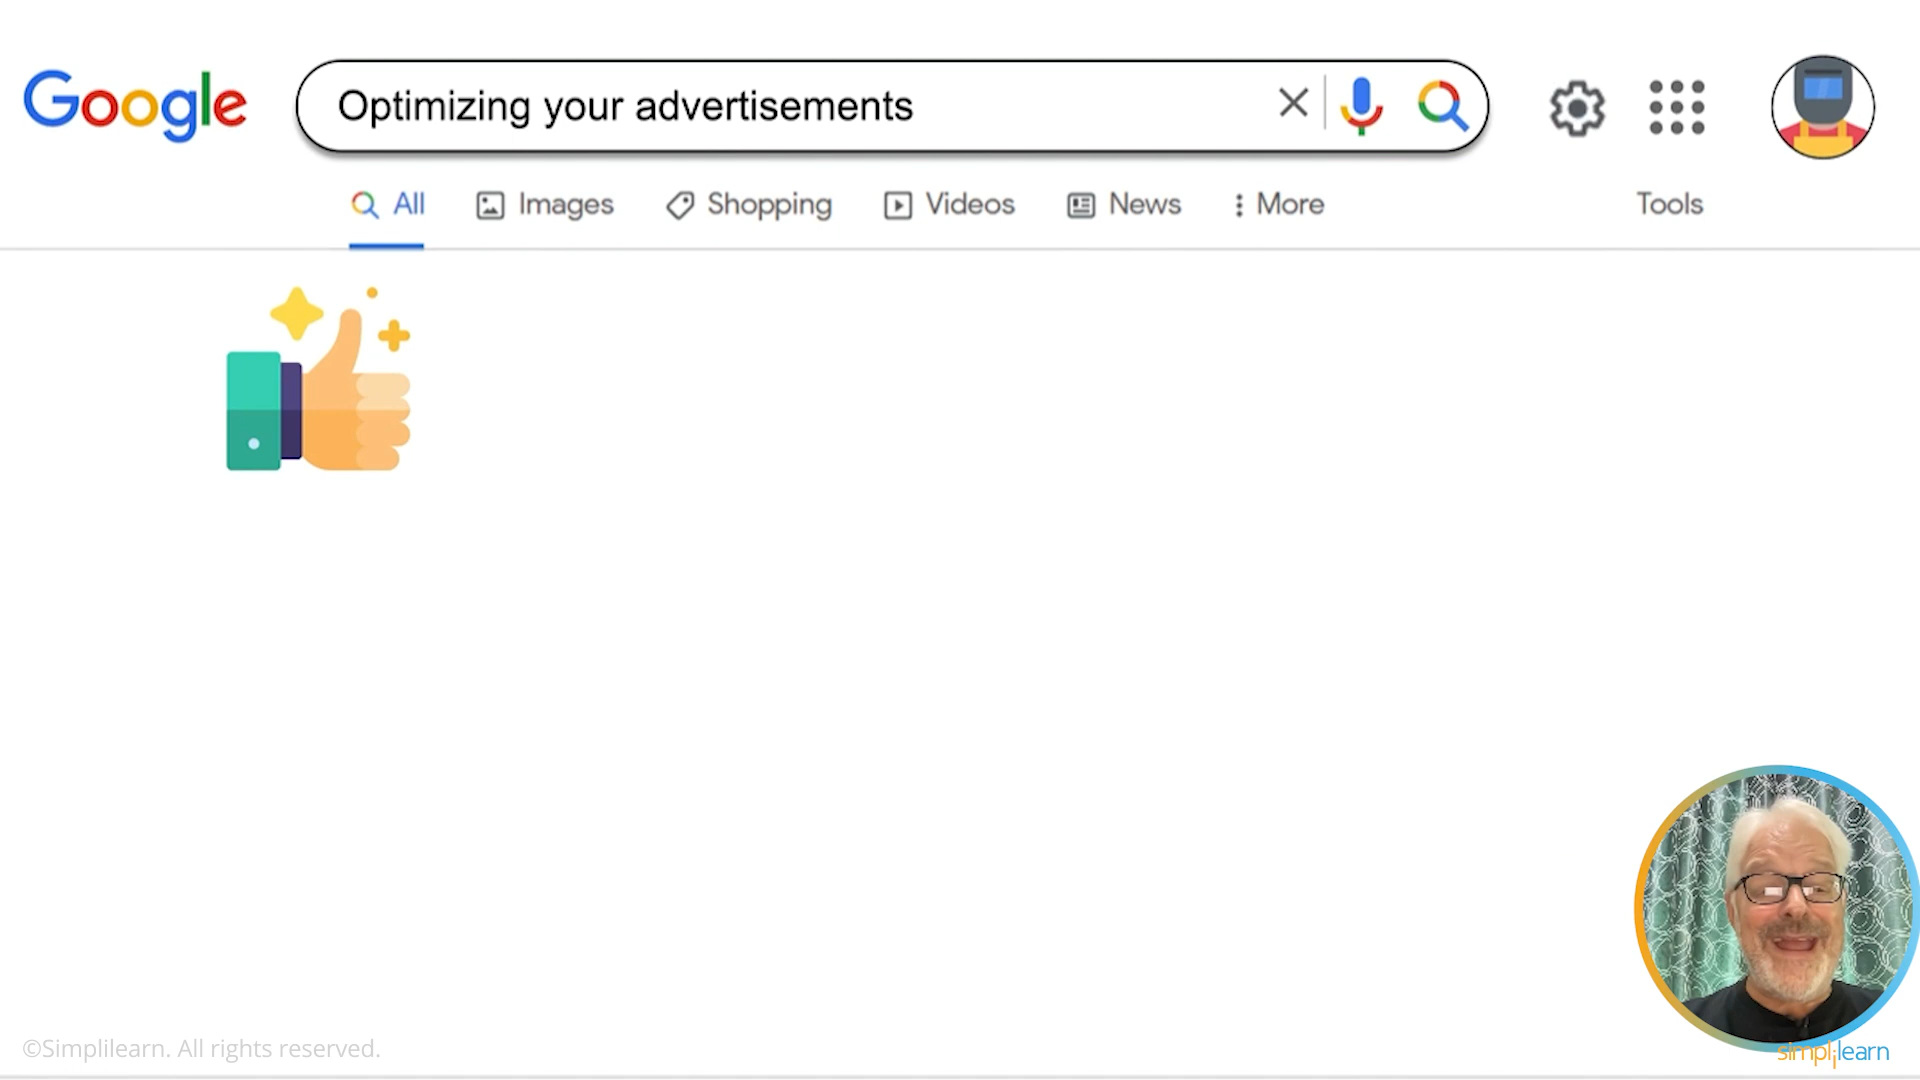 Google
Optimizing your advertisements
All Images Shopping Videos News More Tools
©Simplilearn. All rights reserved.
simplilearn